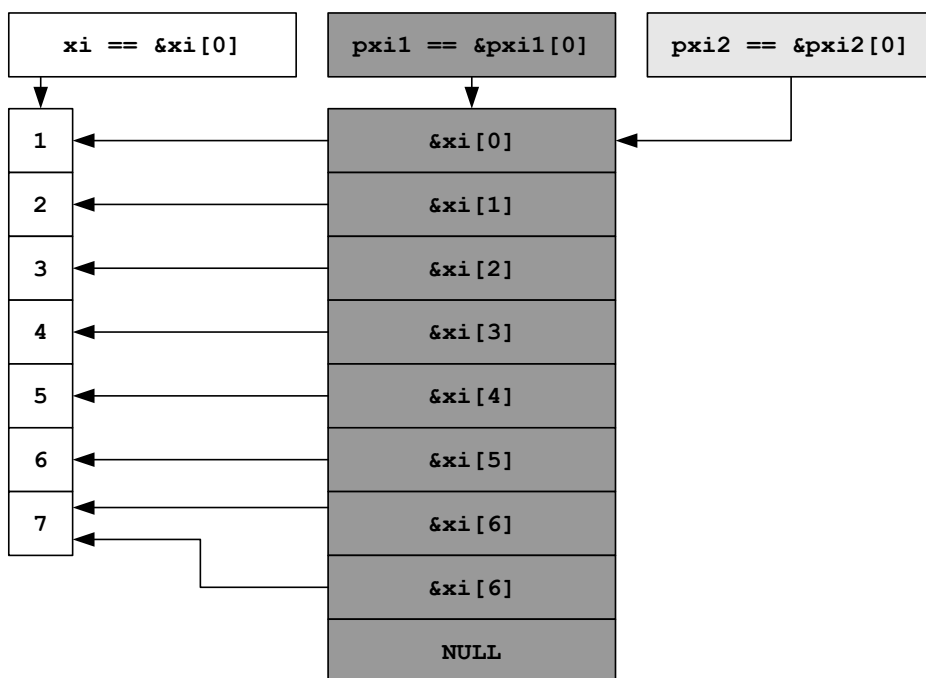 xi == &xi[0]
pxi1 == &pxi1[0]
pxi2 == &pxi2[0]
1
&xi[0]
2
&xi[1]
3
&xi[2]
4
&xi[3]
5
&xi[4]
6
&xi[5]
7
&xi[6]
&xi[6]
NULL